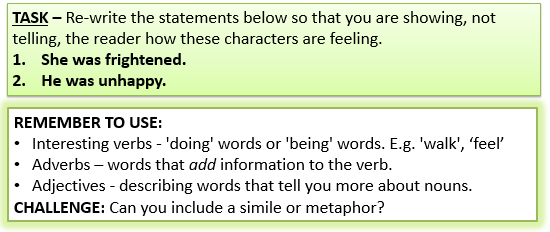 TASK – Re-write the statements below so that you are showing, not
telling, the reader how these characters are feeling.
1. She was frightened.
2. He was unhappy.
REMEMBER TO USE:
• Interesting verbs - 'doing' words or 'being' words. E.g. 'walk', ‘feel’
• Adverbs – words that add information to the verb.
• Adjectives - describing words that tell you more about nouns.
CHALLENGE: Can you include a simile or metaphor?